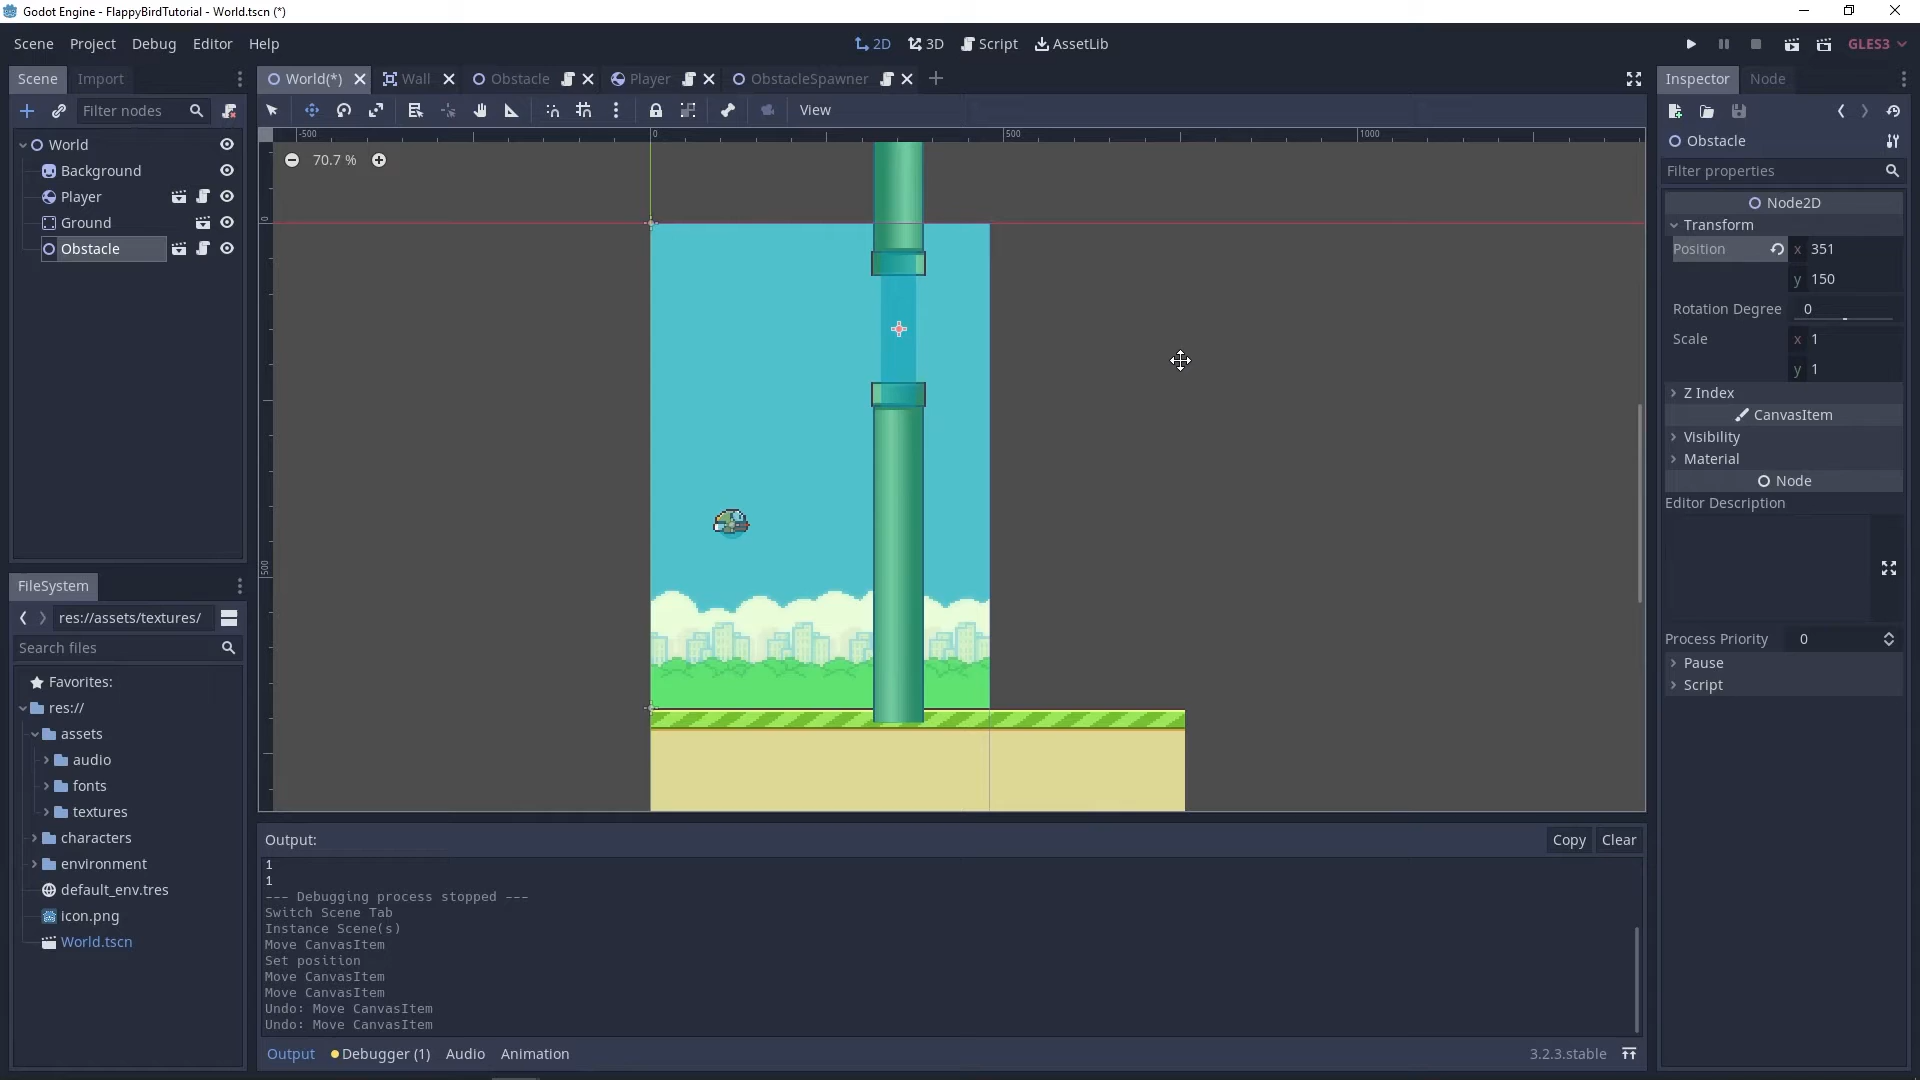 Godot Engine - FlappyBirdTutorial - World.tscn (*)
Scene Project Debug Editor Help
2D 3D Script AssetLib
GLES3
Scene Import
World(*) Wall Obstacle Player ObstacleSpawner
Inspector Node
Filter nodes
View
-500 0 500 1000
70.7 %
0
500
World
Background
Player
Ground
Obstacle
Obstacle
Filter properties
Node2D
Transform
Position x 351
y 150
Rotation Degree 0
Scale x 1
y 1
Z Index
CanvasItem
Visibility
Material
Node
Editor Description
Process Priority 0
Pause
Script
FileSystem
res://assets/textures/
Search files
Favorites:
res://
assets
audio
fonts
textures
characters
environment
default_env.tres
icon.png
World.tscn
Output: Copy Clear
1
1
--- Debugging process stopped ---
Switch Scene Tab
Instance Scene(s)
Move CanvasItem
Set position
Move CanvasItem
Move CanvasItem
Undo: Move CanvasItem
Undo: Move CanvasItem
Output Debugger (1) Audio Animation
3.2.3.stable